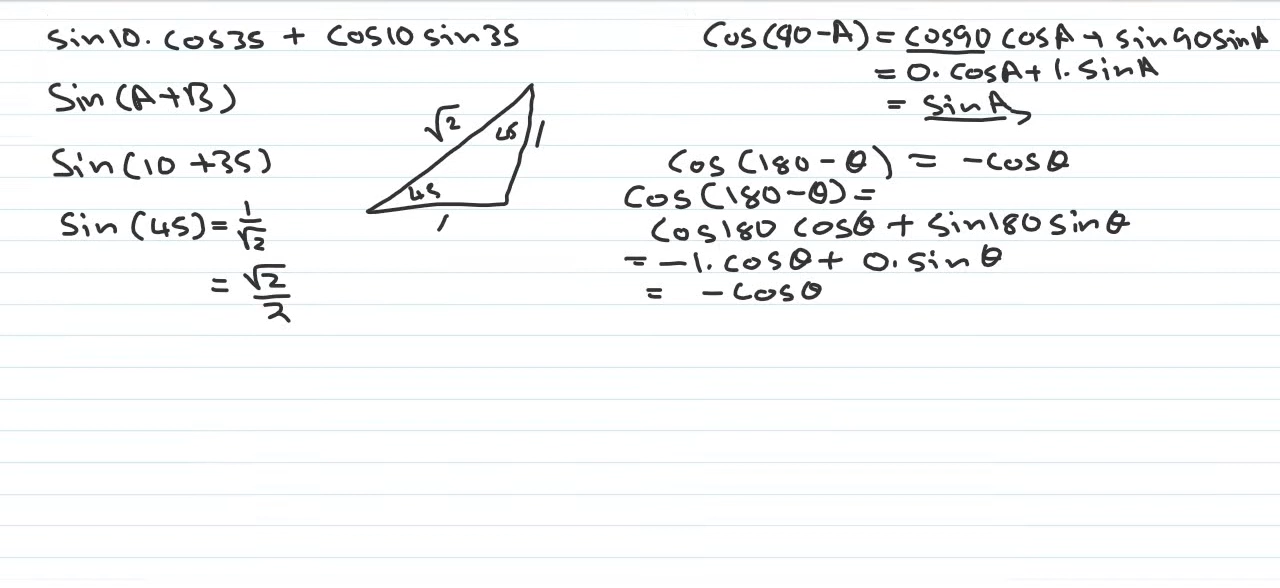 sin10. cos35 + cos10 sin35
Sin (A+B)
Sin (10 +35)
Sin (45) = 1/√2
= √2/2
√2
45
1
45
1
Cos (90-A) = cos90 cosA + sin90sinA
= 0. cosA + 1. sinA
= sinA,
Cos (180 - θ) = -cosθ
Cos (180-θ) =
Cos180 cosθ + sin180 sinθ
= -1. cosθ + 0. sinθ
= - cosθ